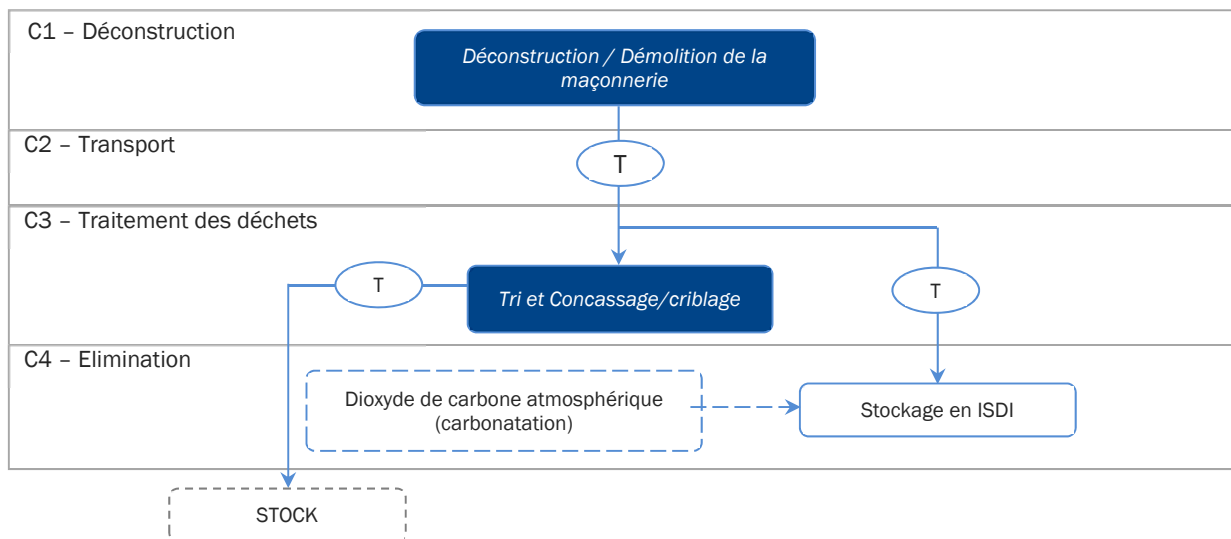 C1 – Déconstruction
Déconstruction / Démolition de la
maçonnerie
C2 – Transport
T
C3 – Traitement des déchets
T
Tri et Concassage/criblage
T
C4 – Elimination
Dioxyde de carbone atmosphérique
(carbonatation)
Stockage en ISDI
STOCK